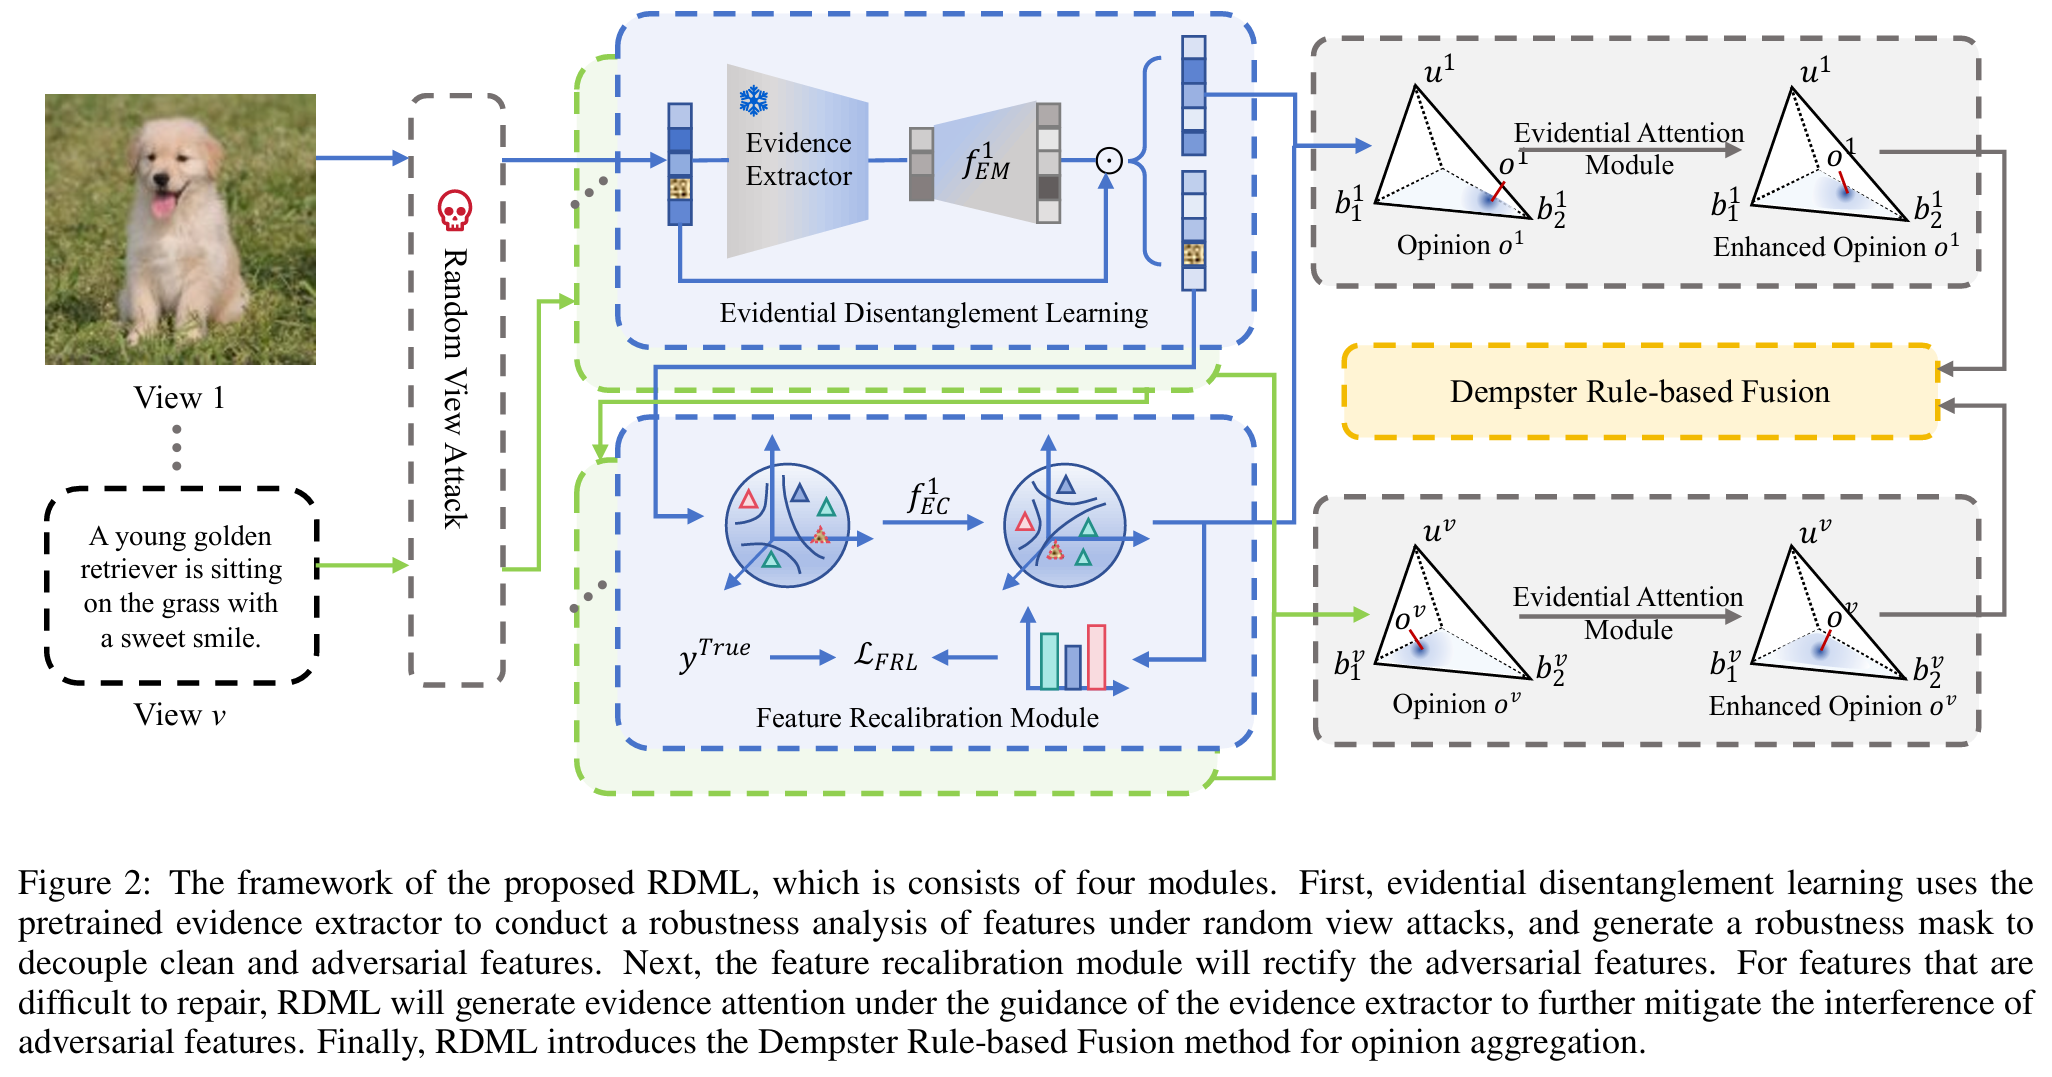 View 1
A young golden
retriever is sitting
on the grass with
a sweet smile.
View v
Random View Attack
Evidence
Extractor
f_{EM}^1
Evidential Disentanglement Learning
f_{EC}^1
y^{True}
ℒ_{FRL}
Feature Recalibration Module
u^1
o^1
b_1^1
b_2^1
Opinion o^1
Evidential Attention
Module
u^1
o^1
b_1^1
b_2^1
Enhanced Opinion o^1
Dempster Rule-based Fusion
u^v
o^v
b_1^v
b_2^v
Opinion o^v
Evidential Attention
Module
u^v
o^v
b_1^v
b_2^v
Enhanced Opinion o^v
Figure 2: The framework of the proposed RDML, which is consists of four modules. First, evidential disentanglement learning uses the
pretrained evidence extractor to conduct a robustness analysis of features under random view attacks, and generate a robustness mask to
decouple clean and adversarial features. Next, the feature recalibration module will rectify the adversarial features. For features that are
difficult to repair, RDML will generate evidence attention under the guidance of the evidence extractor to further mitigate the interference of
adversarial features. Finally, RDML introduces the Dempster Rule-based Fusion method for opinion aggregation.